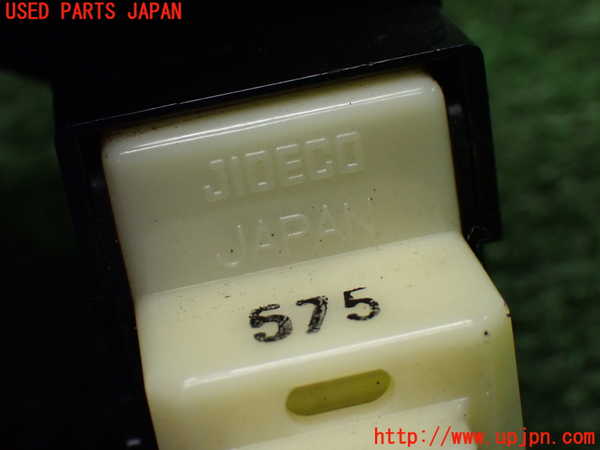 USED PARTS JAPAN
JIDECO
JAPAN
575
http://www.upjpn.com